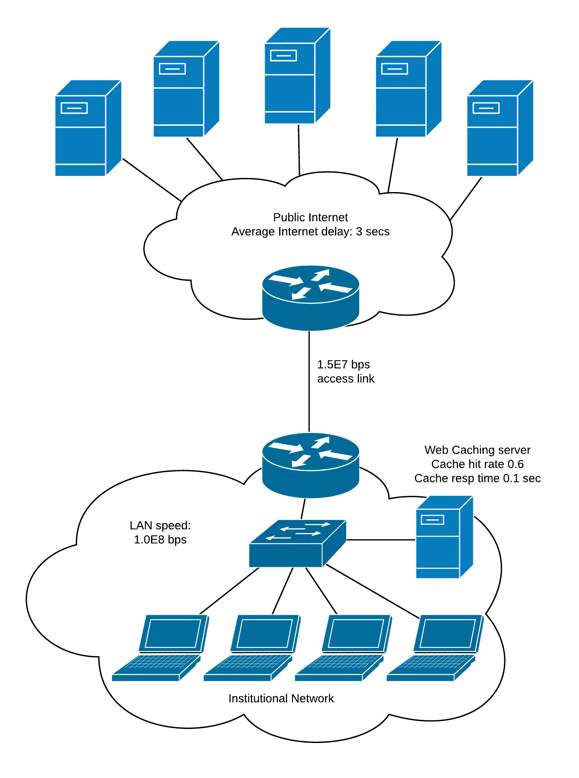 Public Internet
Average Internet delay: 3 secs
1.5E7 bps
access link
Web Caching server
Cache hit rate 0.6
Cache resp time 0.1 sec
LAN speed:
1.0E8 bps
Institutional Network